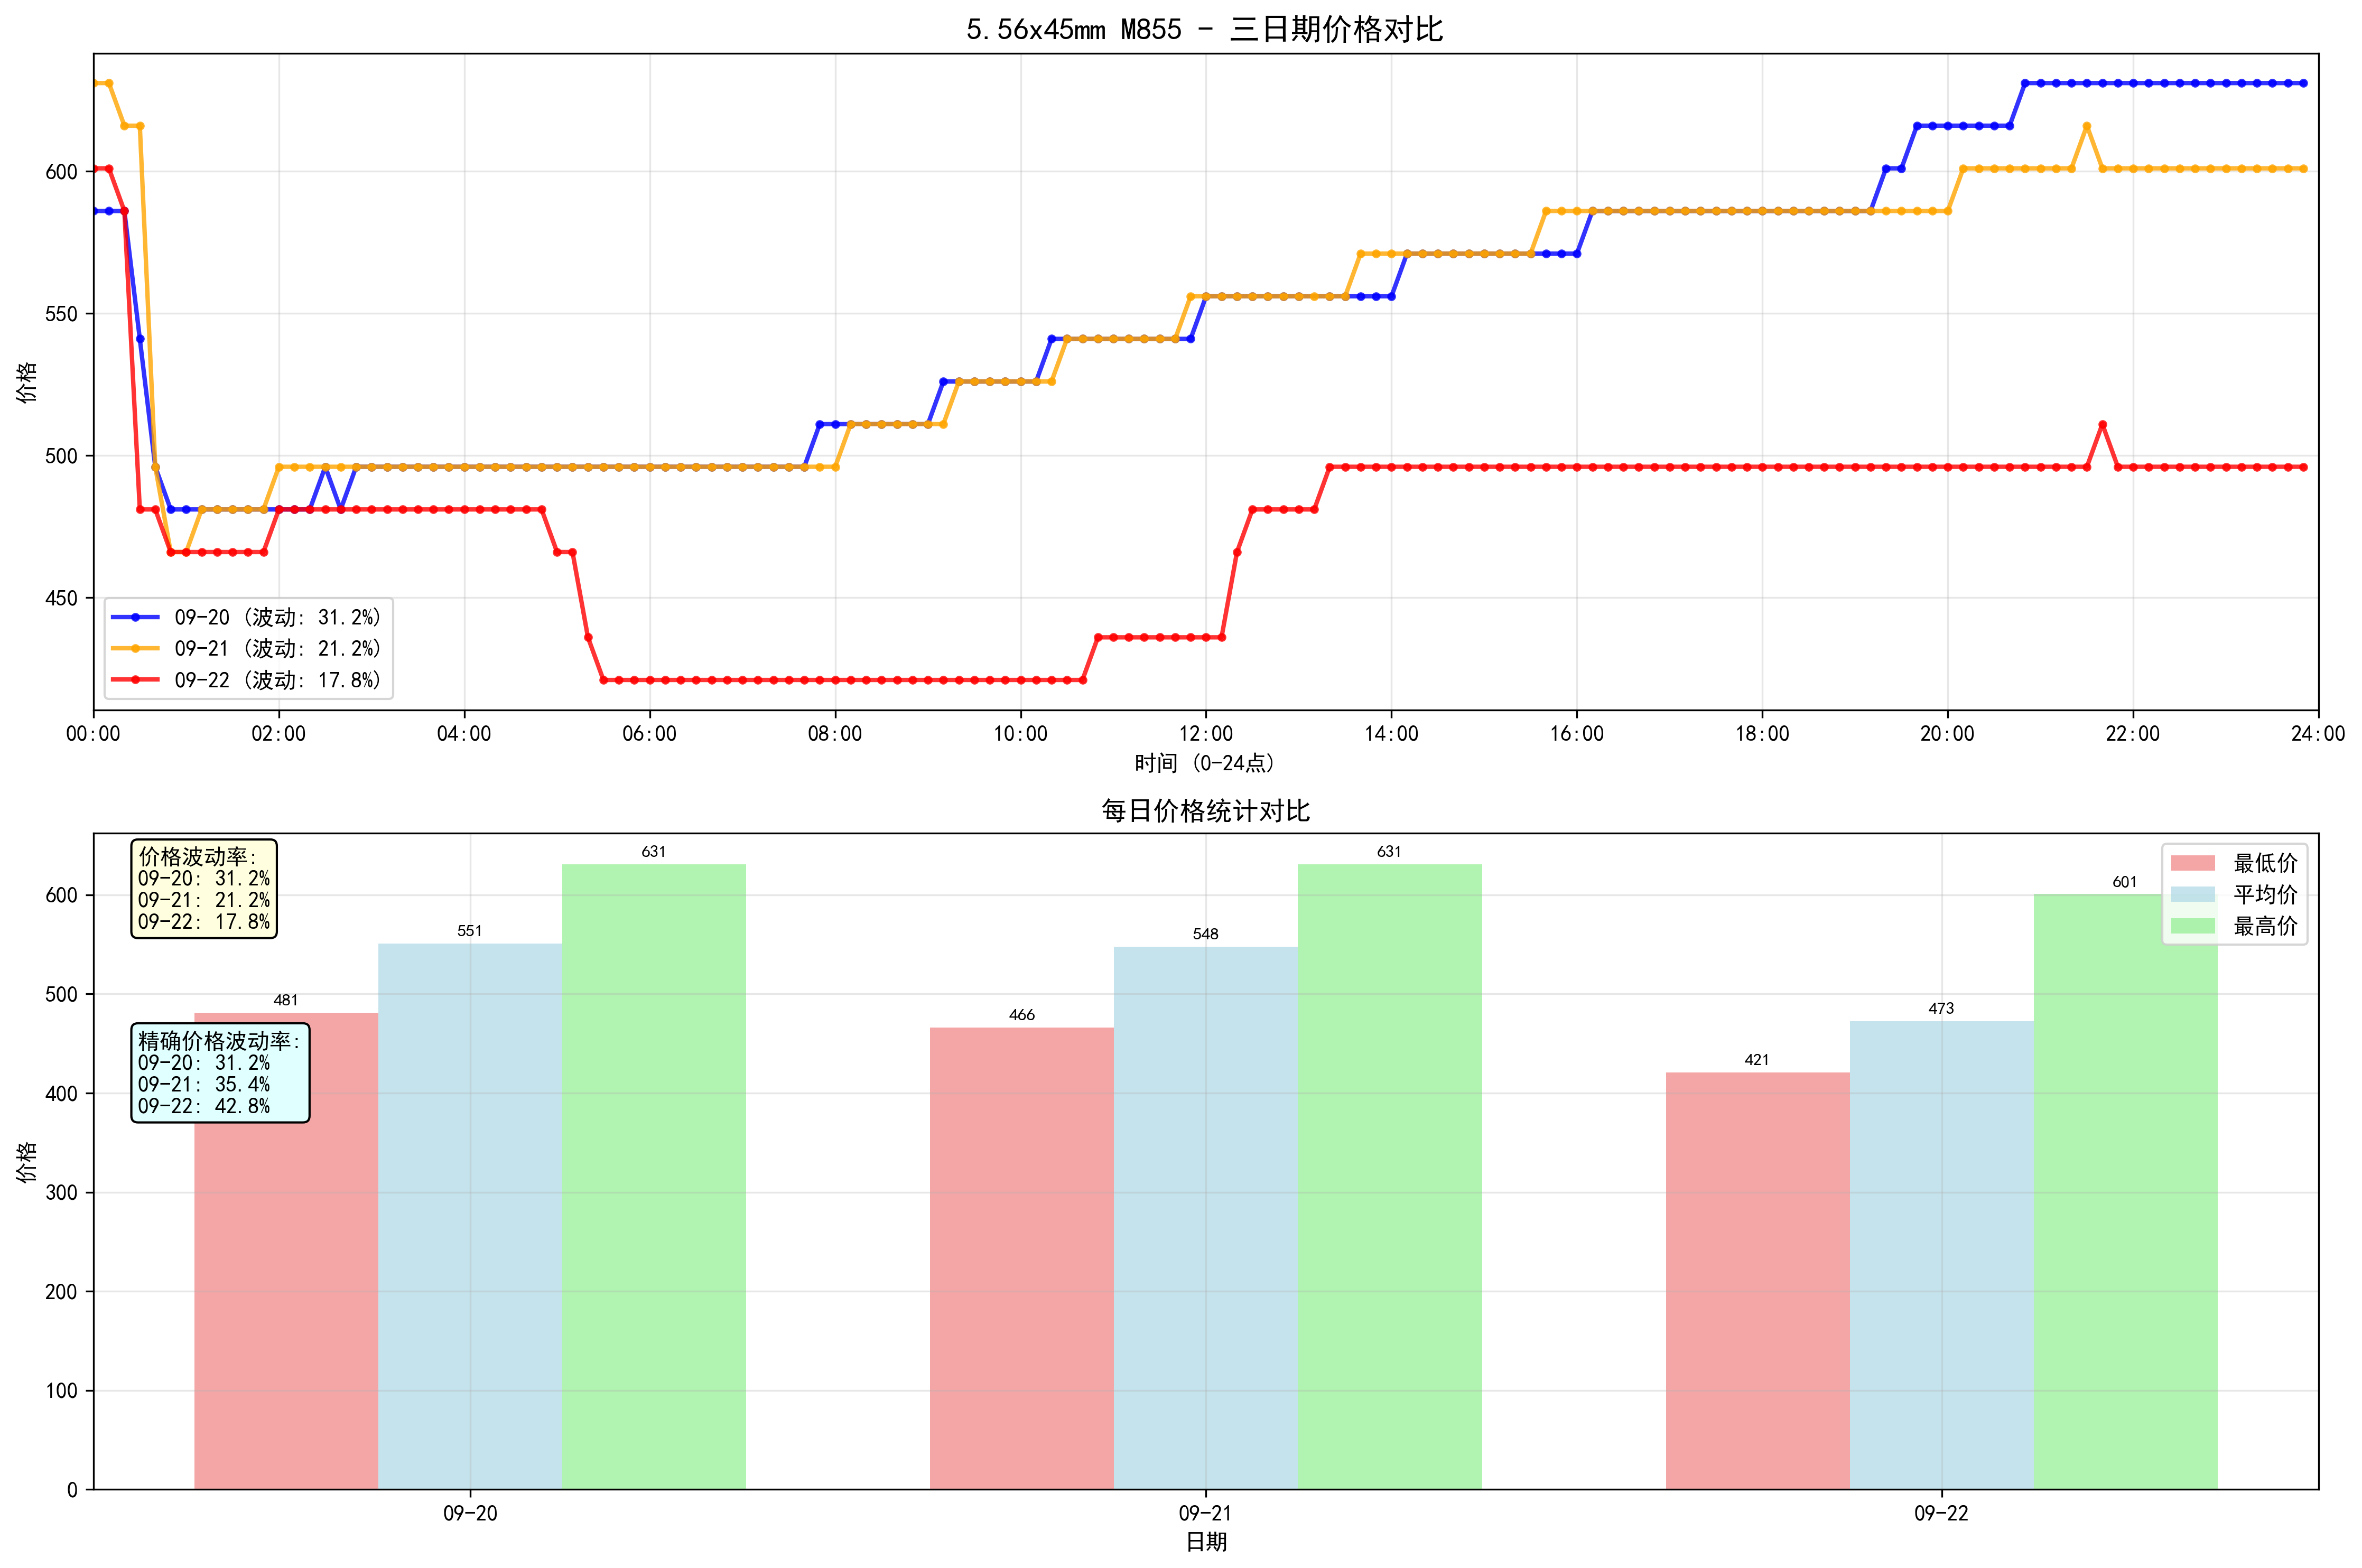 5.56x45mm M855 - 三日期价格对比
价格
600
550
500
450
09-20 (波动: 31.2%)
09-21 (波动: 21.2%)
09-22 (波动: 17.8%)
00:00 02:00 04:00 06:00 08:00 10:00 12:00 14:00 16:00 18:00 20:00 22:00 24:00
时间 (0-24点)
每日价格统计对比
价格
600
500
400
300
200
100
0
价格波动率:
09-20: 31.2%
09-21: 21.2%
09-22: 17.8%
精确价格波动率:
09-20: 31.2%
09-21: 35.4%
09-22: 42.8%
481
551
631
466
548
631
421
473
601
最低价
平均价
最高价
09-20 09-21 09-22
日期